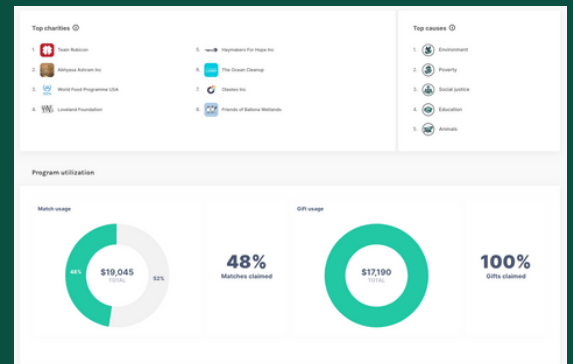 Top charities
1. Team Rubicon
2. Abhyasa Ashram Inc
3. World Food Programme USA
4. Loveland Foundation
5. Haymakers For Hope Inc
6. The Ocean Cleanup
7. Olaeleo Inc
8. Friends of Ballona Wetlands
Top causes
1. Environment
2. Poverty
3. Social justice
4. Education
5. Animals
Program utilization
Match usage
48%
$19,045
TOTAL
52%
48%
Matches claimed
Gift usage
$17,190
TOTAL
100%
Gifts claimed